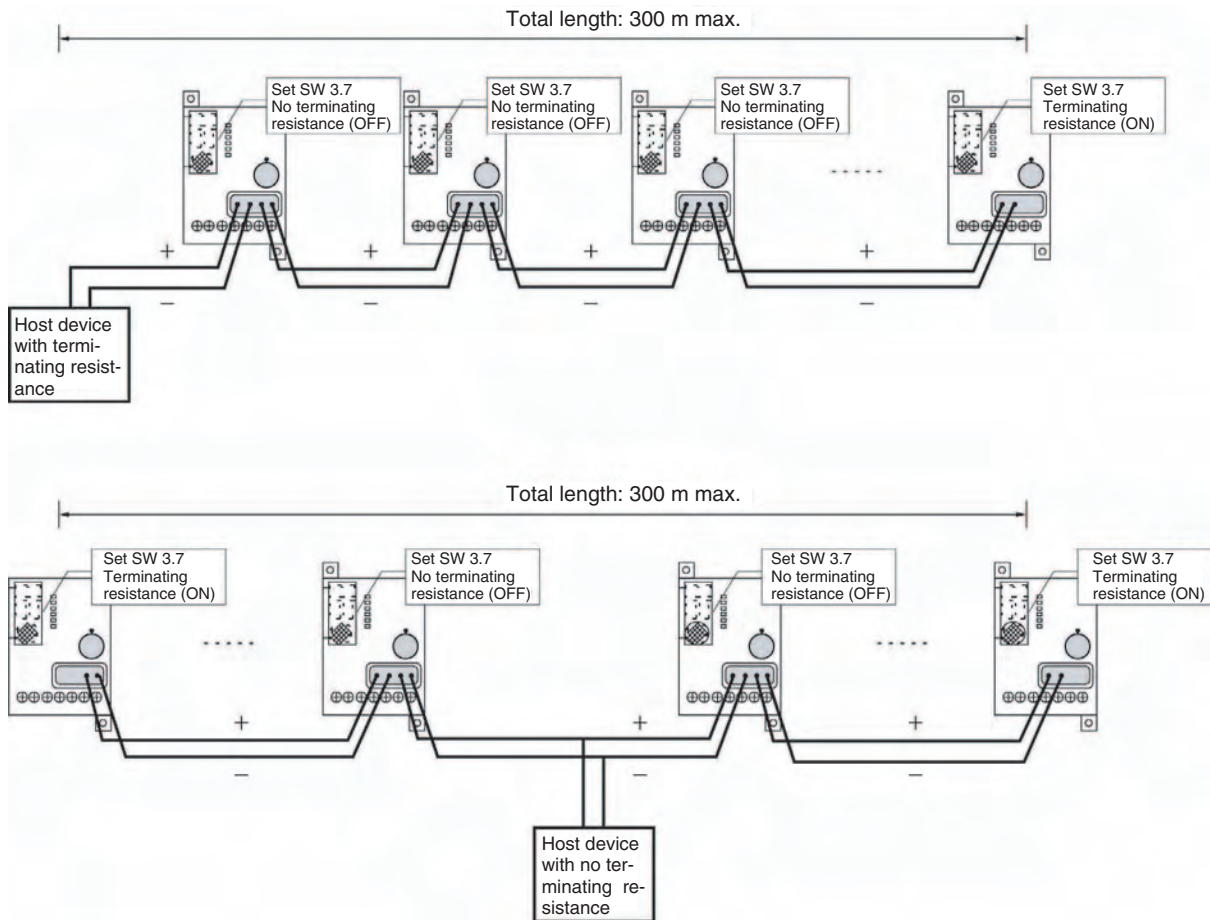 Total length: 300 m max.
Set SW 3.7
No terminating
resistance (OFF)
Set SW 3.7
No terminating
resistance (OFF)
Set SW 3.7
No terminating
resistance (OFF)
Set SW 3.7
Terminating
resistance (ON)
- - - - -
+ + + +
– – – –
Host device
with termi-
nating resist-
ance
Total length: 300 m max.
Set SW 3.7
Terminating
resistance (ON)
Set SW 3.7
No terminating
resistance (OFF)
Set SW 3.7
No terminating
resistance (OFF)
Set SW 3.7
Terminating
resistance (ON)
- - - - - - - - - -
+ + +
– – –
Host device
with no ter-
minating re-
sistance